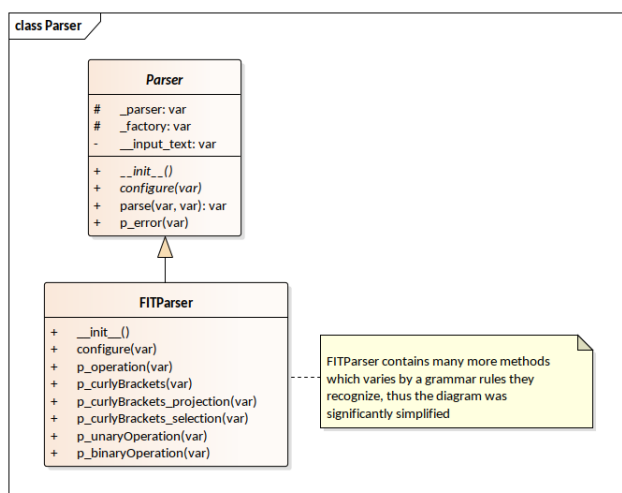 class Parser
Parser
# _parser: var
# _factory: var
- __input_text: var
+ __init__()
+ configure(var)
+ parse(var, var): var
+ p_error(var)
FITParser
+ __init__()
+ configure(var)
+ p_operation(var)
+ p_curlyBrackets(var)
+ p_curlyBrackets_projection(var)
+ p_curlyBrackets_selection(var)
+ p_unaryOperation(var)
+ p_binaryOperation(var)
FITParser contains many more methods
which varies by a grammar rules they
recognize, thus the diagram was
significantly simplified